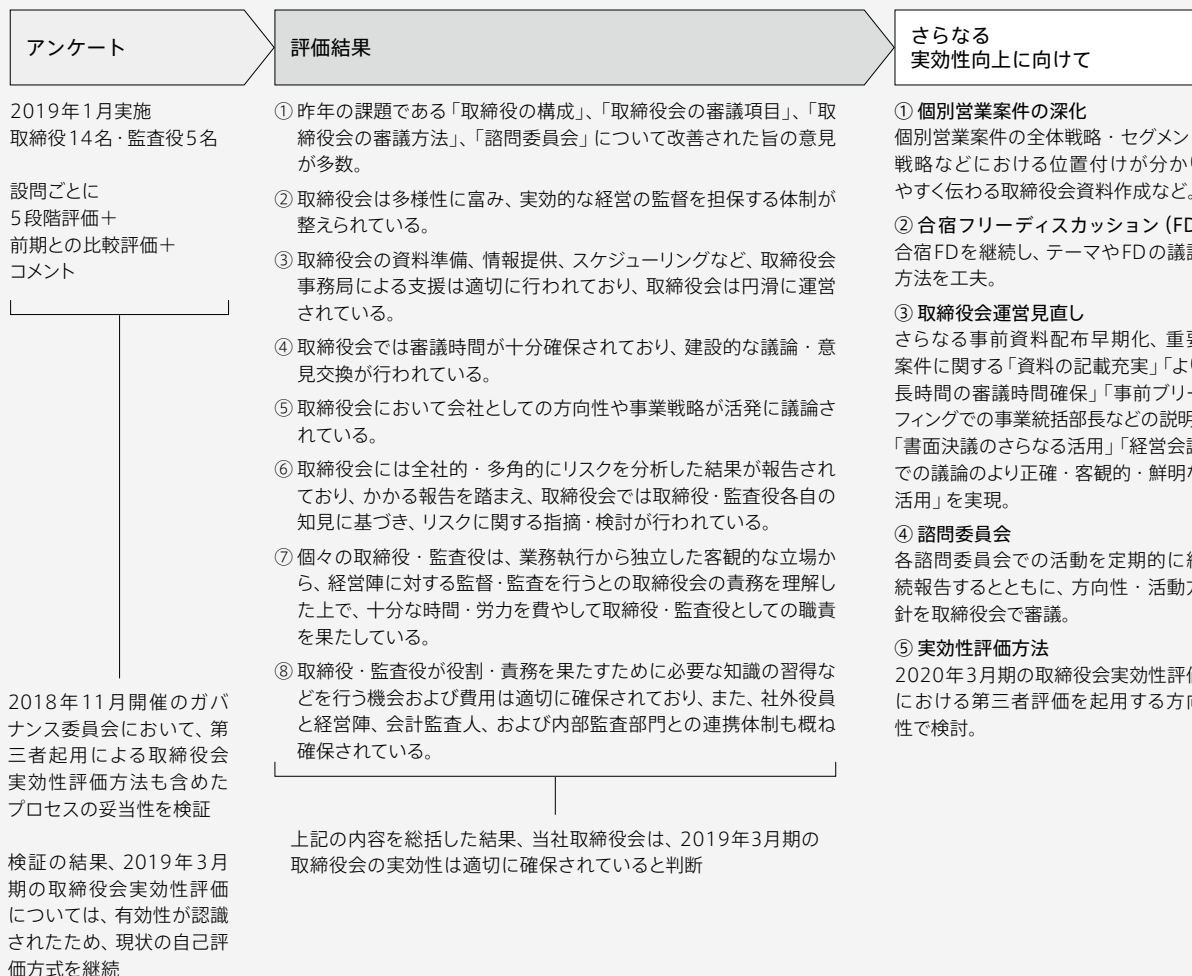 アンケート
2019年1月実施
取締役14名・監査役5名
設問ごとに
5段階評価＋
前期との比較評価＋
コメント
2018年11月開催のガバ
ナンス委員会において、第
三者起用による取締役会
実効性評価方法も含めた
プロセスの妥当性を検証
検証の結果、2019年3月
期の取締役会実効性評価
については、有効性が認識
されたため、現状の自己評
価方式を継続
評価結果
① 昨年の課題である「取締役の構成」、「取締役会の審議項目」、「取
締役会の審議方法」、「諮問委員会」について改善された旨の意見
が多数。
② 取締役会は多様性に富み、実効的な経営の監督を担保する体制が
整えられている。
③ 取締役会の資料準備、情報提供、スケジューリングなど、取締役会
事務局による支援は適切に行われており、取締役会は円滑に運営
されている。
④ 取締役会では審議時間が十分確保されており、建設的な議論・意
見交換が行われている。
⑤ 取締役会において会社としての方向性や事業戦略が活発に議論さ
れている。
⑥ 取締役会には全社的・多角的にリスクを分析した結果が報告され
ており、かかる報告を踏まえ、取締役会では取締役・監査役各自の
知見に基づき、リスクに関する指摘・検討が行われている。
⑦ 個々の取締役・監査役は、業務執行から独立した客観的な立場か
ら、経営陣に対する監督・監査を行うとの取締役会の責務を理解し
た上で、十分な時間・労力を費やして取締役・監査役としての職責
を果たしている。
⑧ 取締役・監査役が役割・責務を果たすために必要な知識の習得な
どを行う機会および費用は適切に確保されており、また、社外役員
と経営陣、会計監査人、および内部監査部門との連携体制も概ね
確保されている。
上記の内容を総括した結果、当社取締役会は、2019年3月期の
取締役会の実効性は適切に確保されていると判断
さらなる
実効性向上に向けて
① 個別営業案件の深化
個別営業案件の全体戦略・セグメン
戦略などにおける位置付けが分かり
やすく伝わる取締役会資料作成など。
② 合宿フリーディスカッション（FD
合宿FDを継続し、テーマやFDの議論
方法を工夫。
③ 取締役会運営見直し
さらなる事前資料配布早期化、重要
案件に関する「資料の記載充実」「より
長時間の審議時間確保」「事前ブリー
フィングでの事業統括部長などの説明
「書面決議のさらなる活用」「経営会議
での議論のより正確・客観的・鮮明な
活用」を実現。
④ 諮問委員会
各諮問委員会での活動を定期的に継
続報告するとともに、方向性・活動方
針を取締役会で審議。
⑤ 実効性評価方法
2020年3月期の取締役会実効性評価
における第三者評価を起用する方向
性で検討。